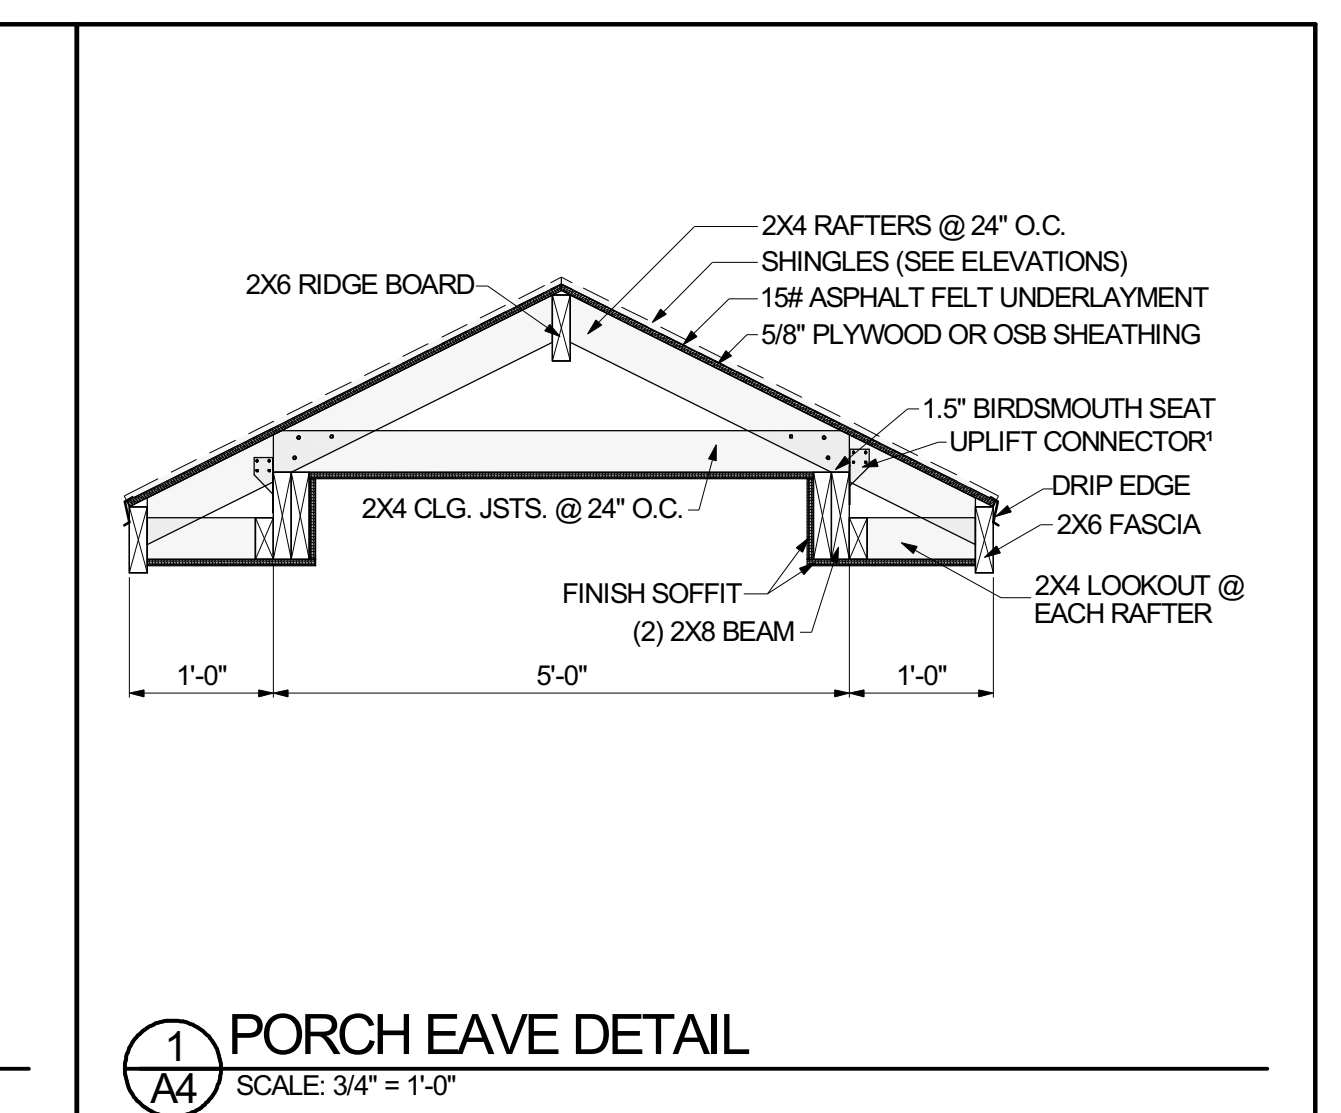 2X4 RAFTERS @ 24" O.C.
SHINGLES (SEE ELEVATIONS)
2X6 RIDGE BOARD
15# ASPHALT FELT UNDERLAYMENT
5/8" PLYWOOD OR OSB SHEATHING
1.5" BIRDSMOUTH SEAT
UPLIFT CONNECTOR¹
DRIP EDGE
2X4 CLG. JSTS. @ 24" O.C.
2X6 FASCIA
FINISH SOFFIT
2X4 LOOKOUT @
EACH RAFTER
(2) 2X8 BEAM
1'-0"
5'-0"
1'-0"
1
PORCH EAVE DETAIL
A4
SCALE: 3/4" = 1'-0"